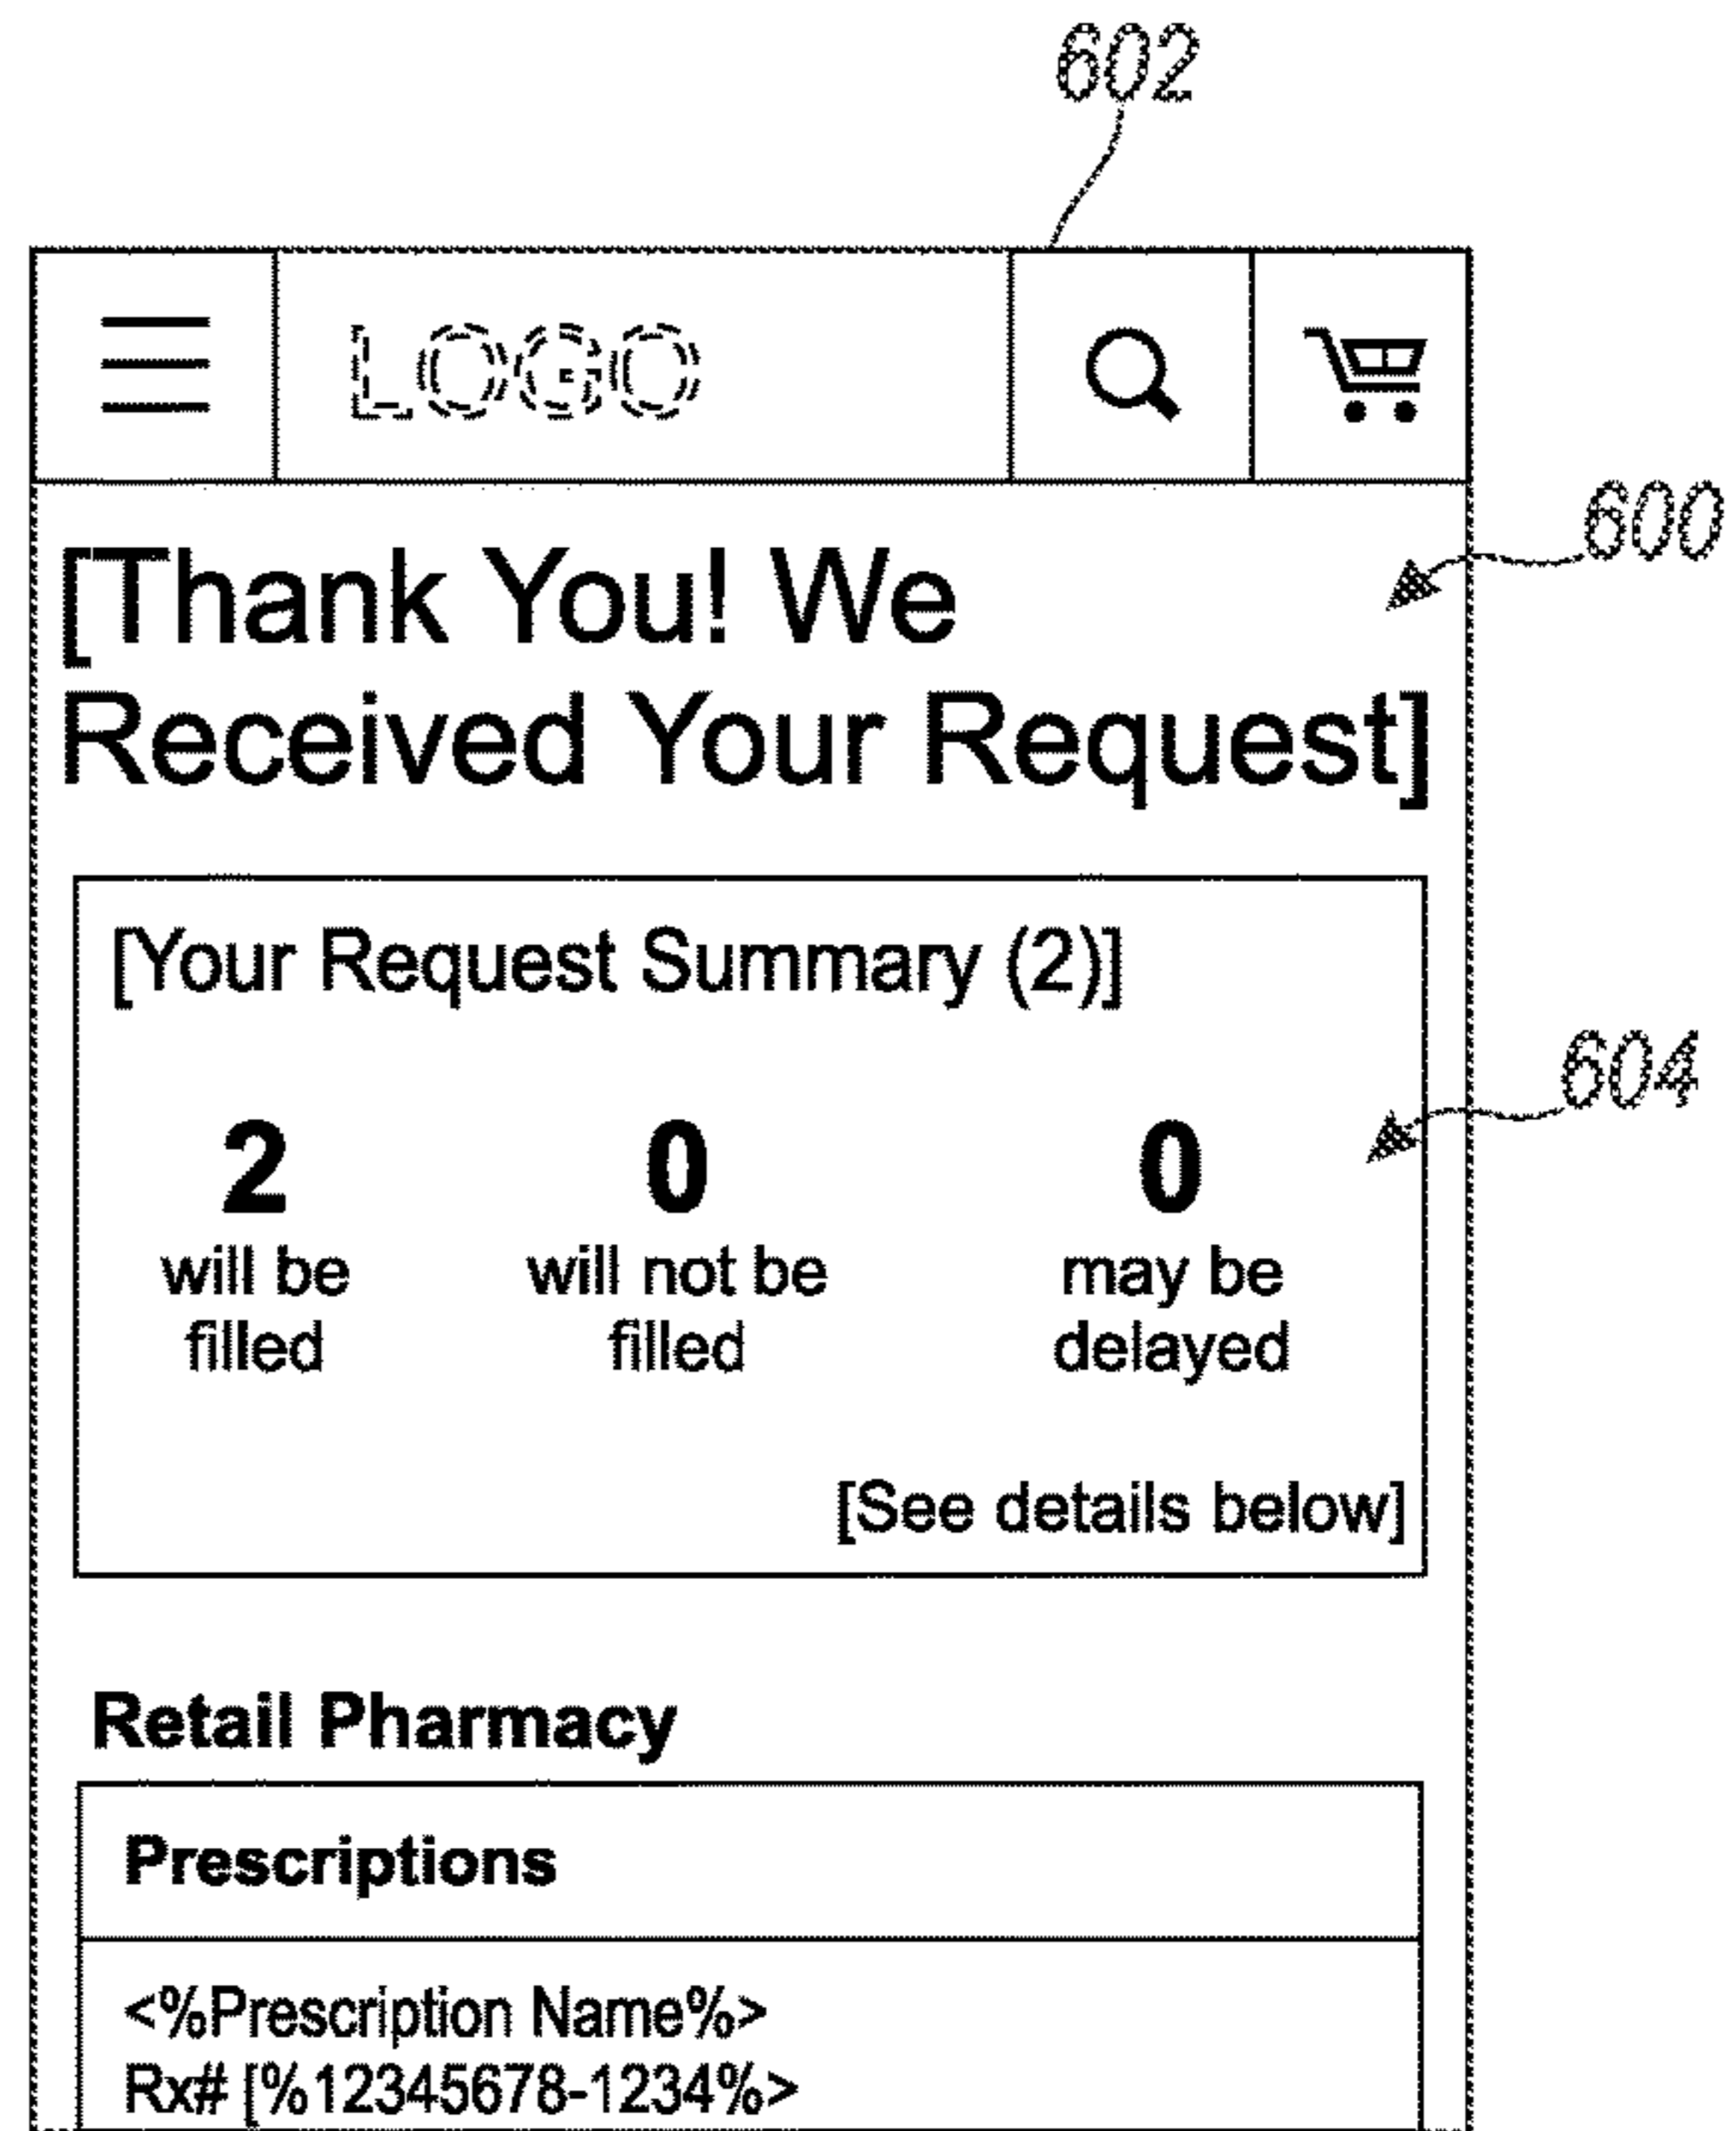 602
LOGO
600
[Thank You! We
Received Your Request]
[Your Request Summary (2)]
604
2 0 0
will be will not be may be
filled filled delayed
[See details below]
Retail Pharmacy
Prescriptions
<%Prescription Name%>
Rx# [%12345678-1234%>